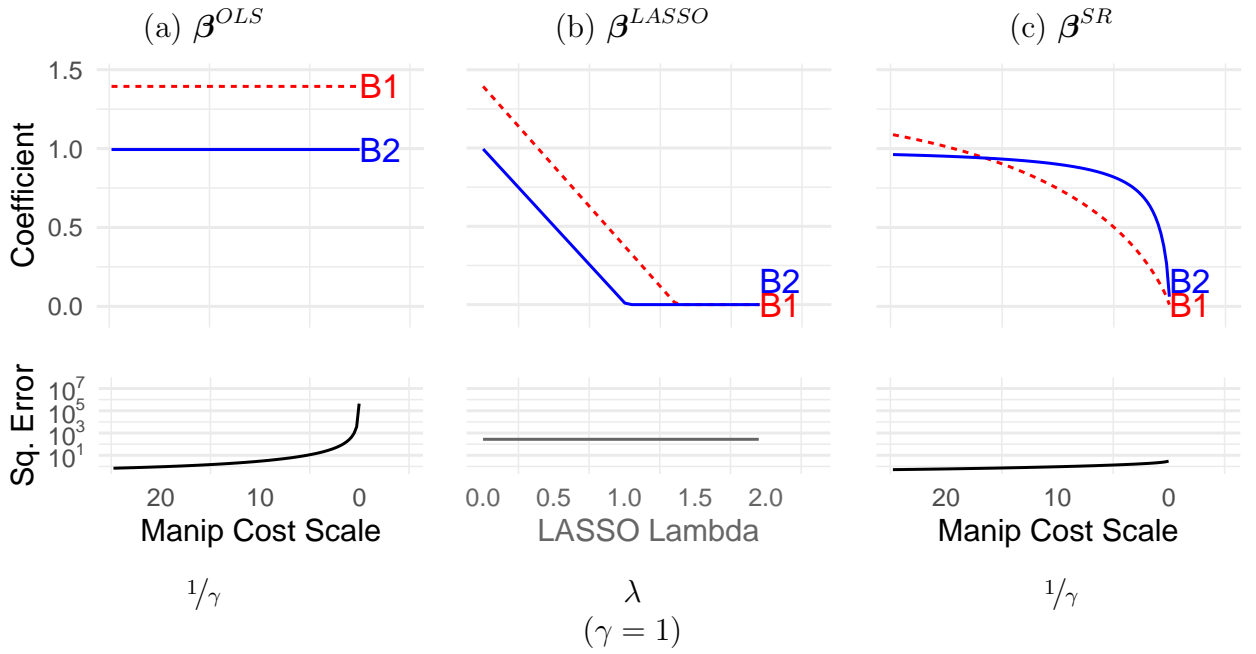 (a) β^OLS
(b) β^LASSO
(c) β^SR
Coefficient
1.5
1.0
0.5
0.0
B1
B2
B2
B1
B2
B1
Sq. Error
10^7
10^5
10^3
10^1
20 10 0
Manip Cost Scale
1/γ
0.0 0.5 1.0 1.5 2.0
LASSO Lambda
λ
(γ = 1)
20 10 0
Manip Cost Scale
1/γ